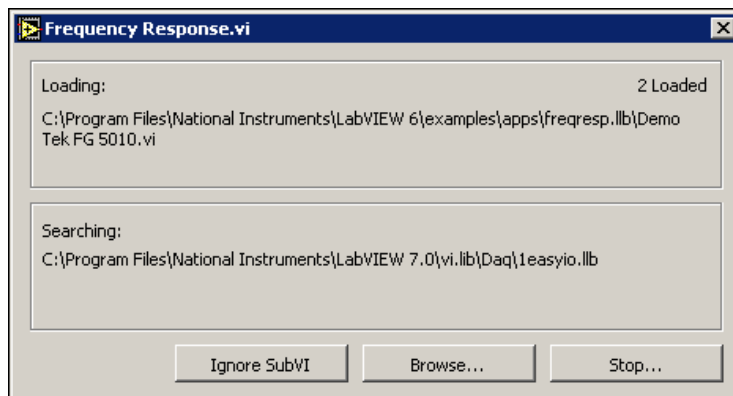 Frequency Response.vi
Loading:
2 Loaded
C:\Program Files\National Instruments\LabVIEW 6\examples\apps\freqresp.llb\Demo
Tek FG 5010.vi
Searching:
C:\Program Files\National Instruments\LabVIEW 7.0\vi.lib\Daq\1easyio.llb
Ignore SubVI
Browse...
Stop...